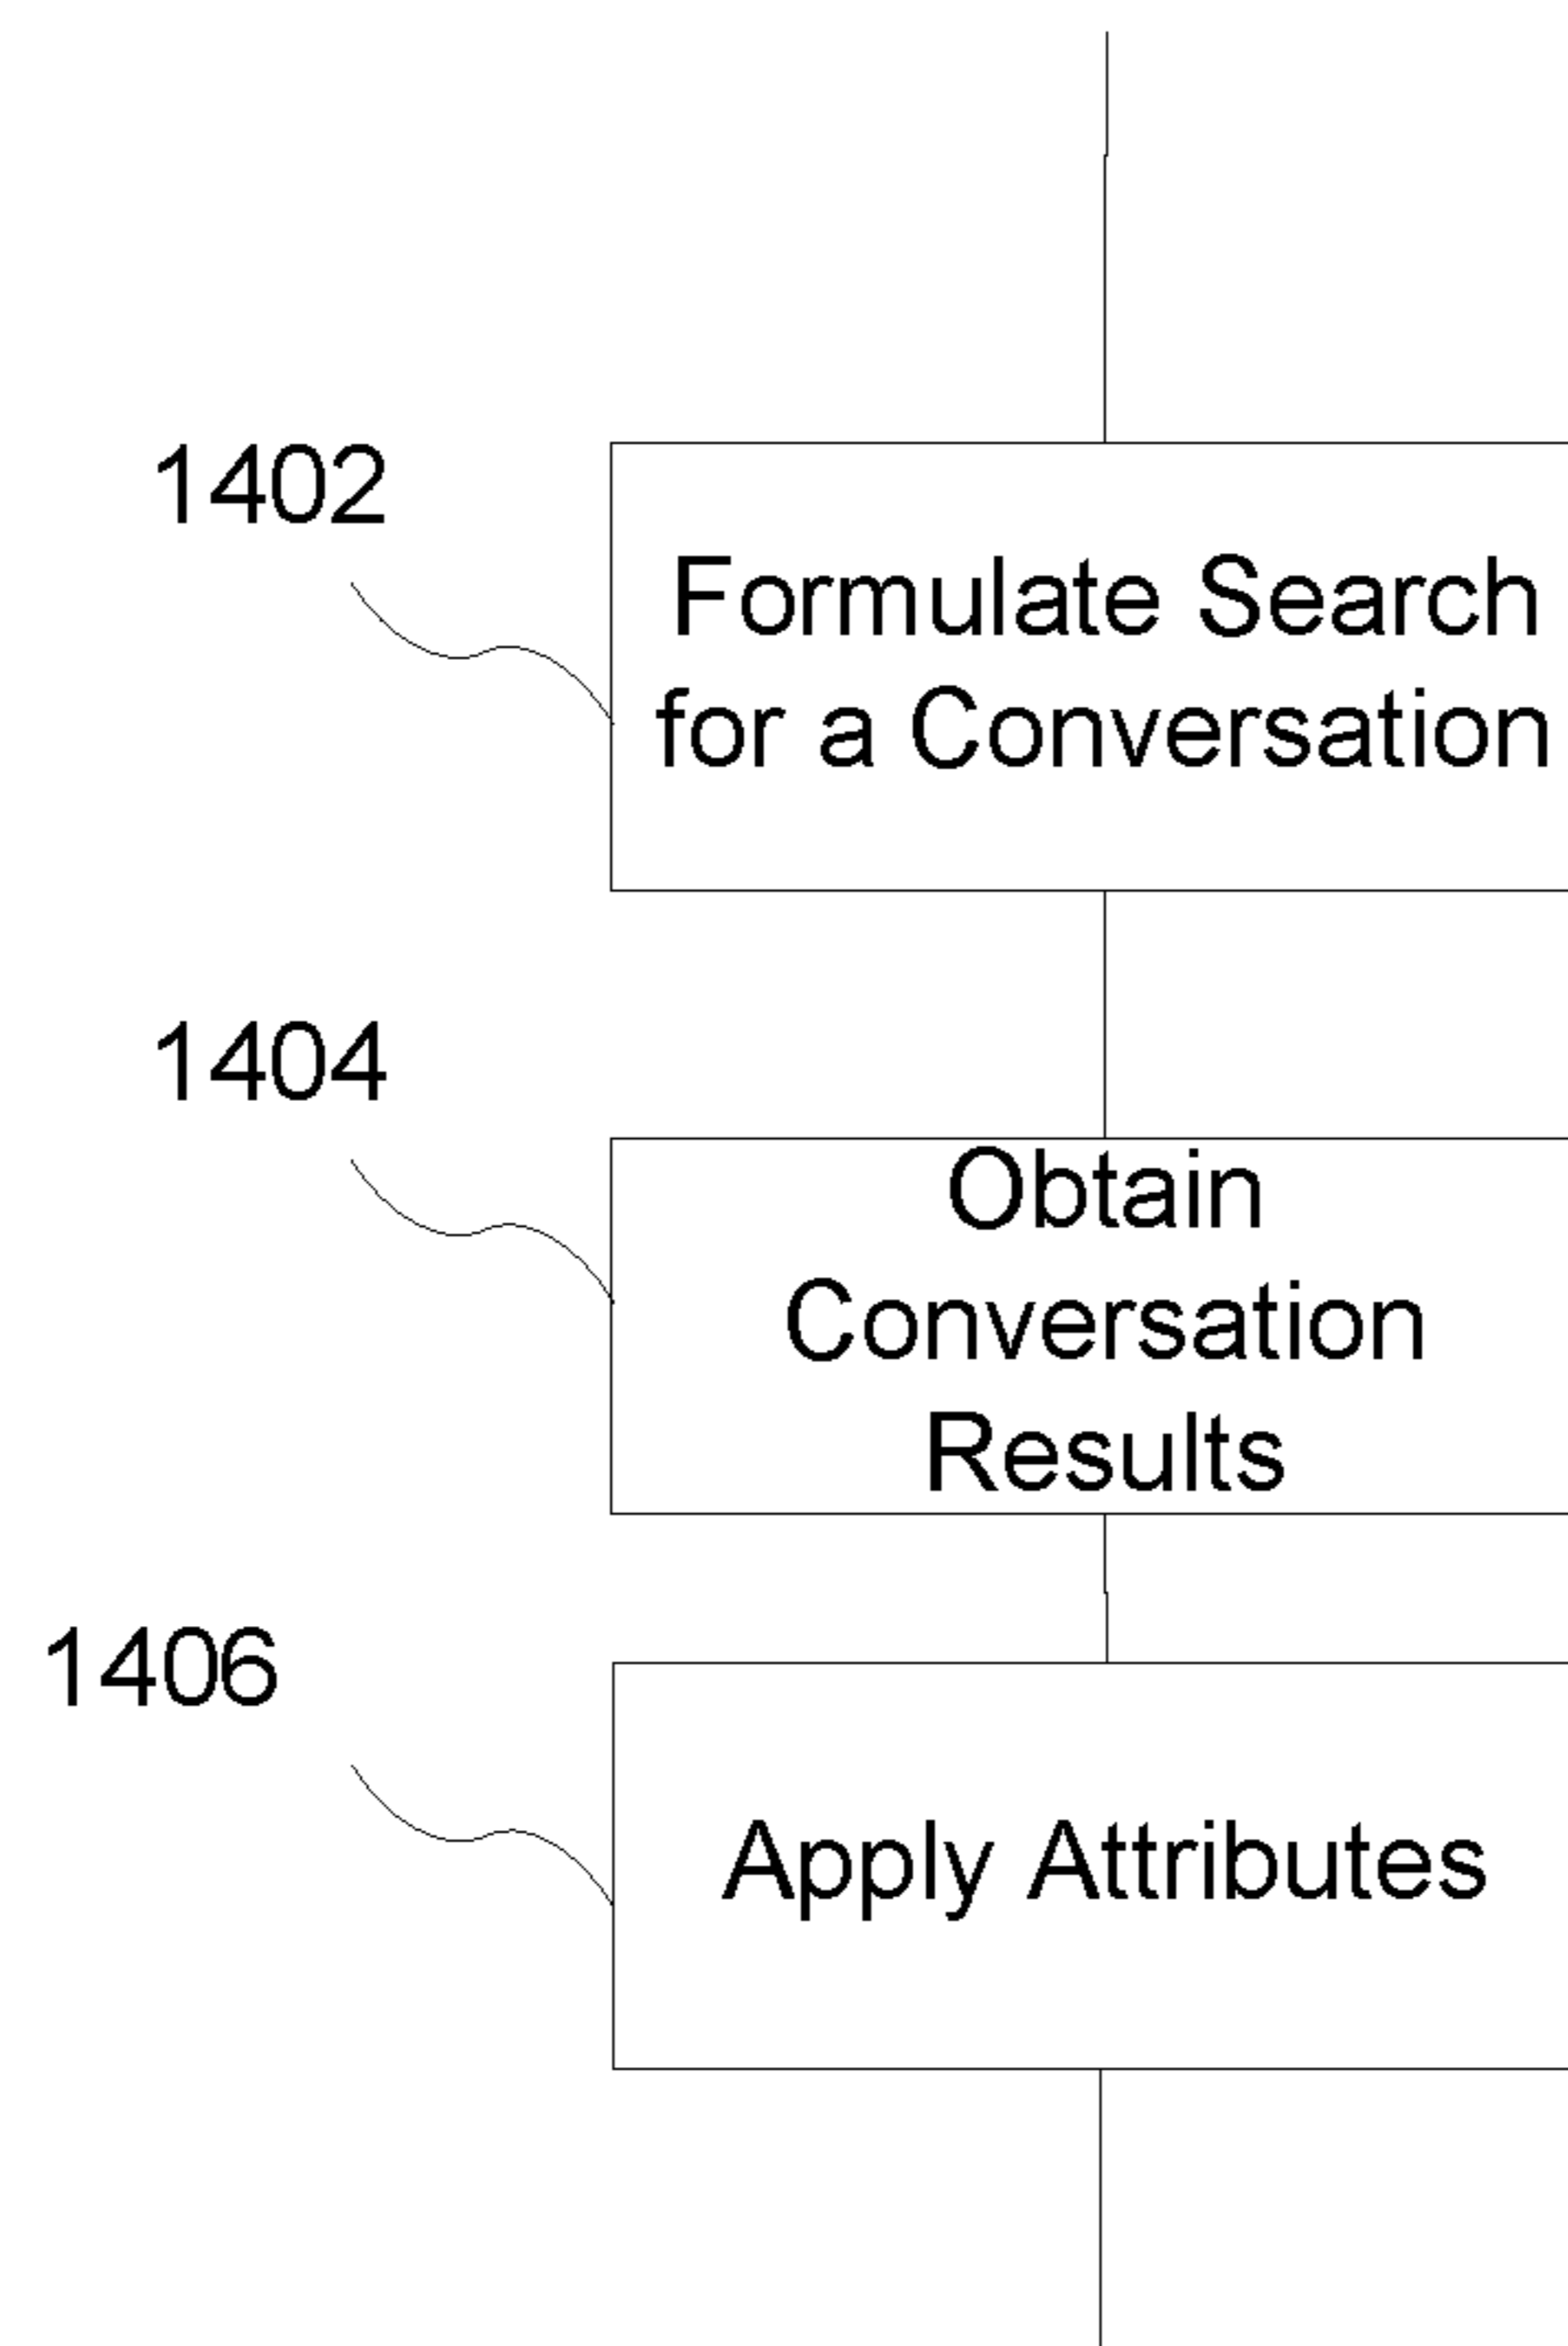 1402
Formulate Search
for a Conversation
1404
Obtain
Conversation
Results
1406
Apply Attributes